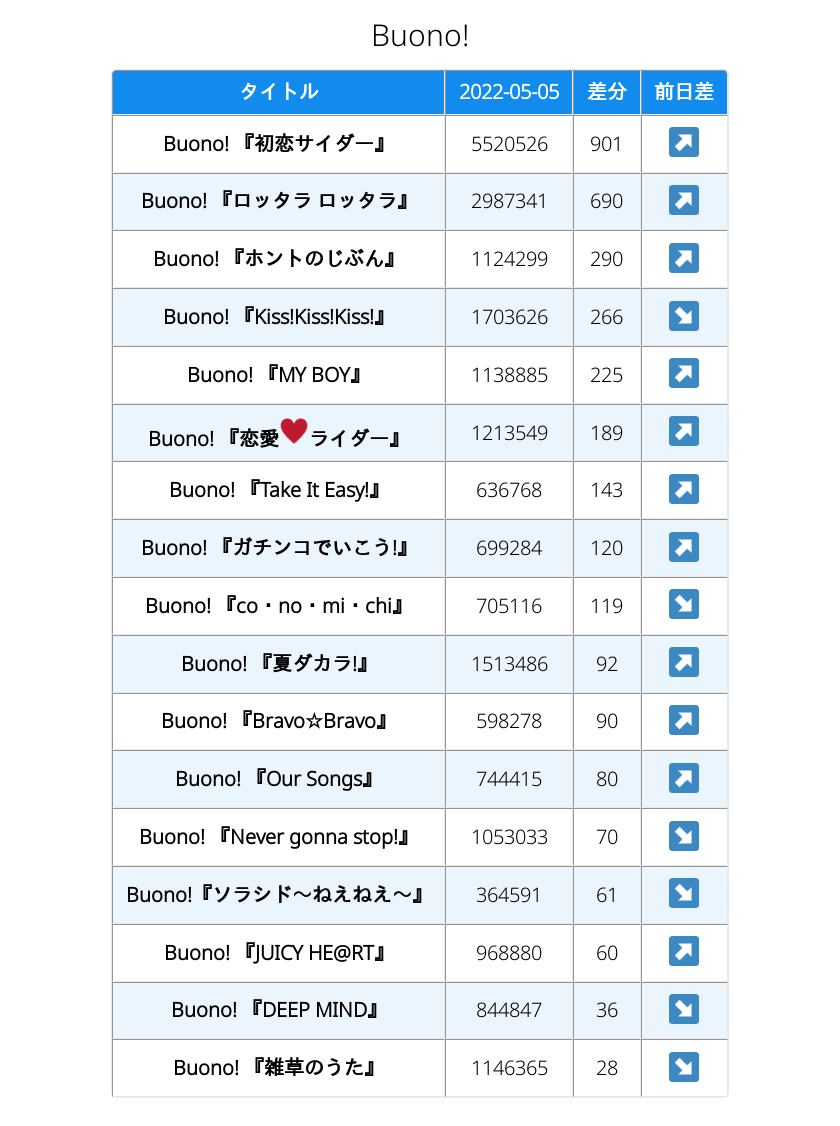 Buono!
タイトル 2022-05-05 差分 前日差
Buono! 『初恋サイダー』 5520526 901 ↗
Buono! 『ロッタラ ロッタラ』 2987341 690 ↗
Buono! 『ホントのじぶん』 1124299 290 ↗
Buono! 『Kiss!Kiss!Kiss!』 1703626 266 ↘
Buono! 『MY BOY』 1138885 225 ↗
Buono! 『恋愛♥ライダー』 1213549 189 ↗
Buono! 『Take It Easy!』 636768 143 ↗
Buono! 『ガチンコでいこう!』 699284 120 ↗
Buono! 『co・no・mi・chi』 705116 119 ↘
Buono! 『夏ダカラ!』 1513486 92 ↗
Buono! 『Bravo☆Bravo』 598278 90 ↗
Buono! 『Our Songs』 744415 80 ↗
Buono! 『Never gonna stop!』 1053033 70 ↘
Buono!『ソラシド〜ねえねえ〜』 364591 61 ↘
Buono! 『JUICY HE@RT』 968880 60 ↗
Buono! 『DEEP MIND』 844847 36 ↘
Buono! 『雑草のうた』 1146365 28 ↘